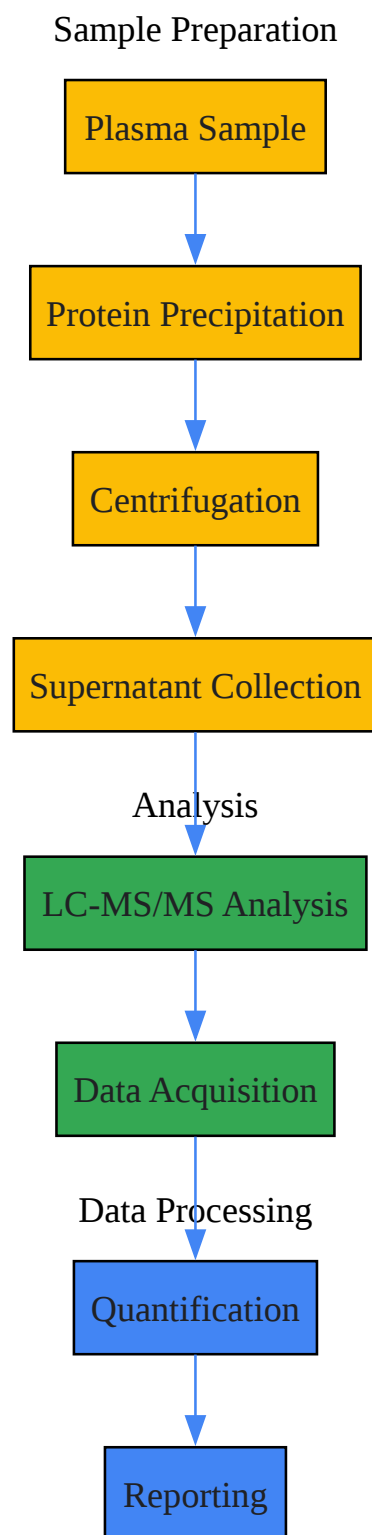 Sample Preparation
Plasma Sample
Protein Precipitation
Centrifugation
Supernatant Collection
Analysis
LC-MS/MS Analysis
Data Acquisition
Data Processing
Quantification
Reporting